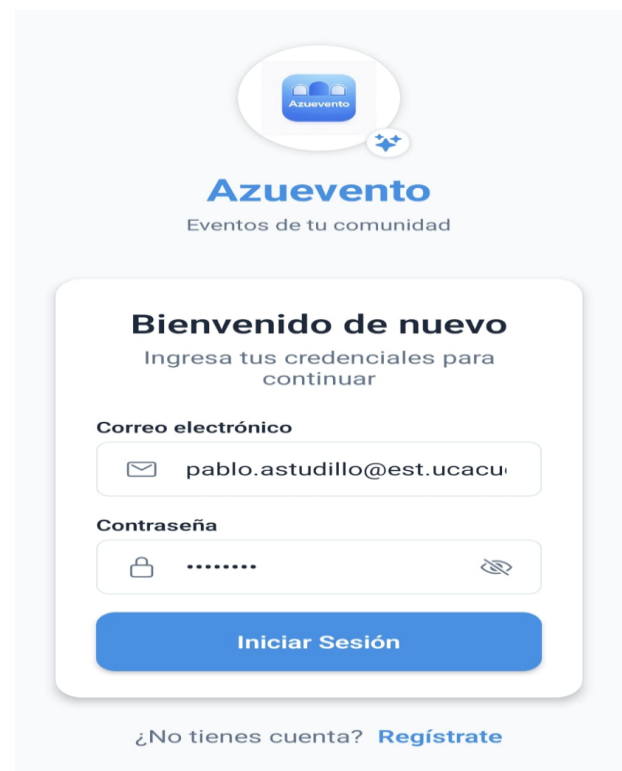 Azuevento
Azuevento
Eventos de tu comunidad
Bienvenido de nuevo
Ingresa tus credenciales para
continuar
Correo electrónico
pablo.astudillo@est.ucacu
Contraseña
••••••••
Iniciar Sesión
¿No tienes cuenta? Regístrate